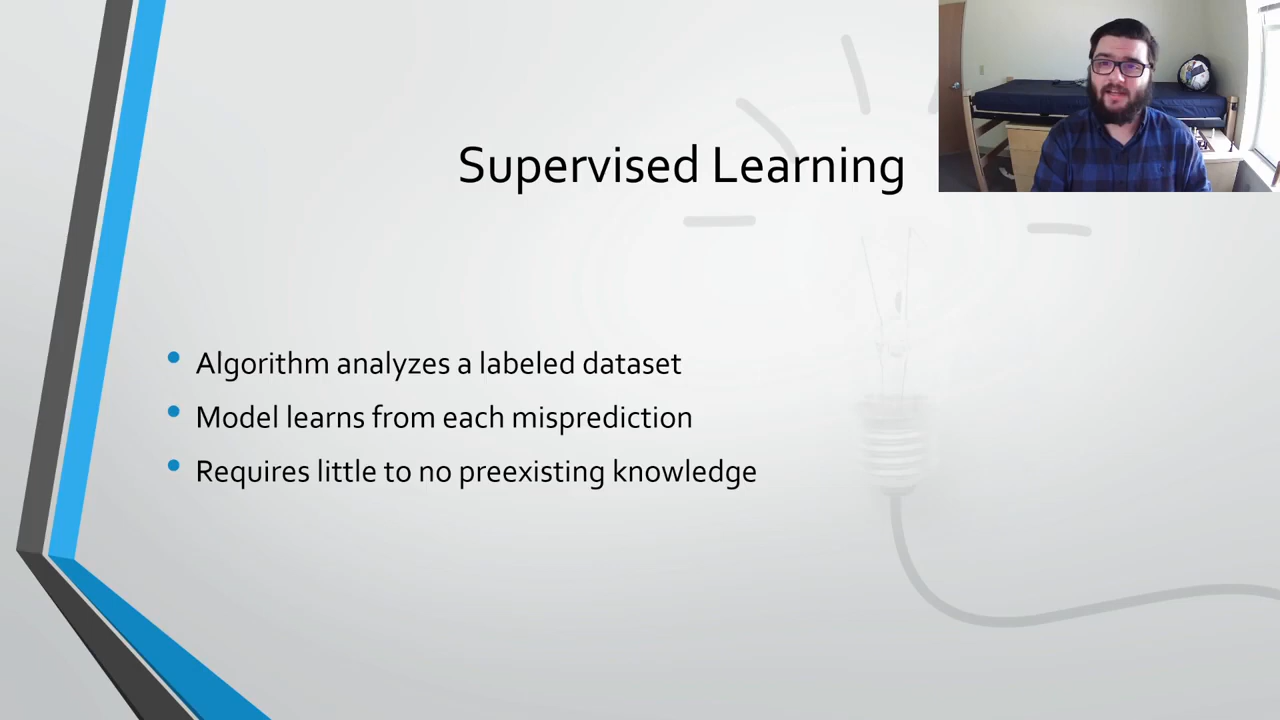 Supervised Learning
Algorithm analyzes a labeled dataset
Model learns from each misprediction
Requires little to no preexisting knowledge